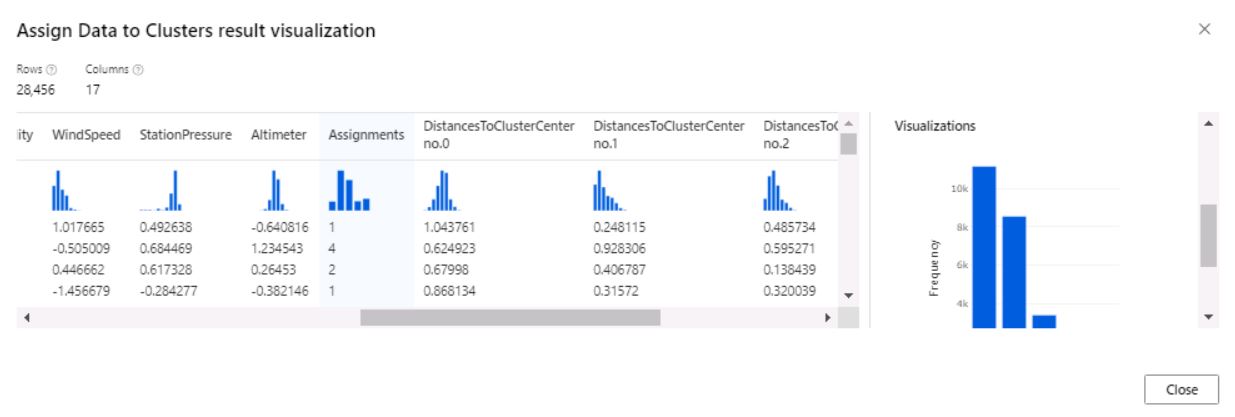 Assign Data to Clusters result visualization
Rows Columns
28,456 17
ity WindSpeed StationPressure Altimeter Assignments DistancesToClusterCenter no.0 DistancesToClusterCenter no.1 DistancesToC no.2
1.017665 0.492638 -0.640816 1 1.043761 0.248115 0.485734
-0.505009 0.684469 1.234543 4 0.624923 0.928306 0.595271
0.446662 0.617328 0.26453 2 0.67998 0.406787 0.138439
-1.456679 -0.284277 -0.382146 1 0.868134 0.31572 0.320039
Visualizations
10k
8k
6k
4k
Frequency
Close